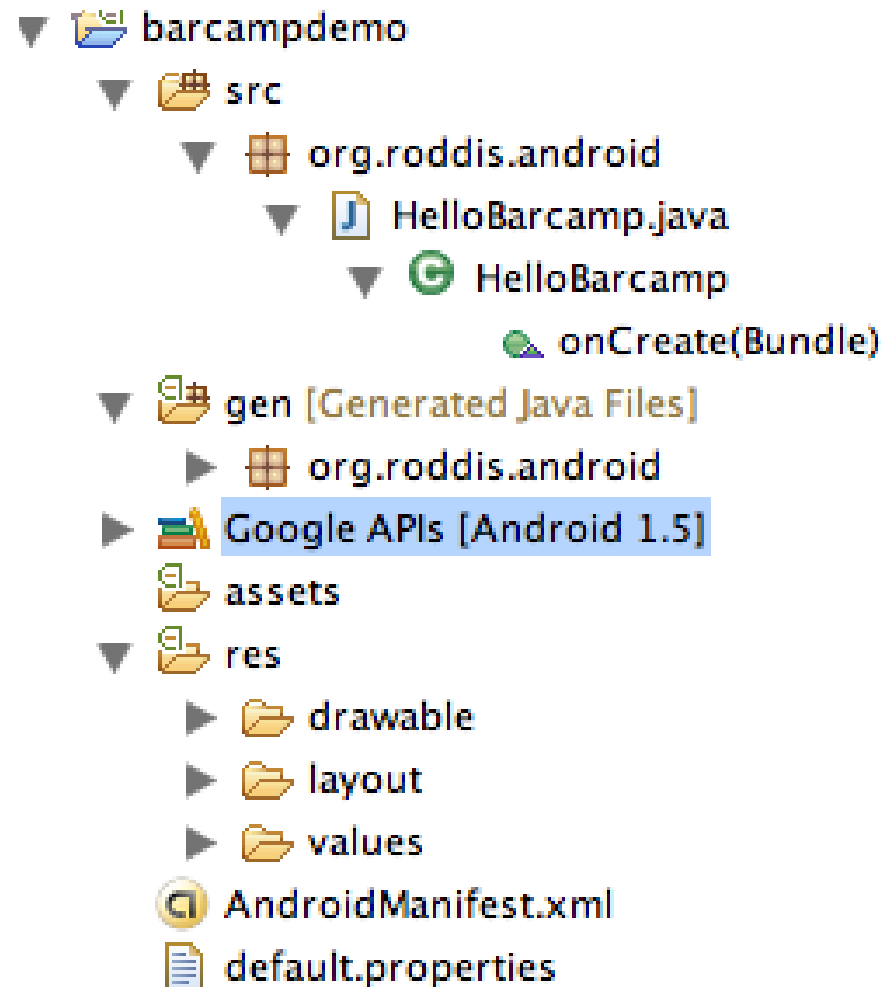 barcampdemo
src
org.roddis.android
HelloBarcamp.java
HelloBarcamp
onCreate(Bundle)
gen [Generated Java Files]
org.roddis.android
Google APIs [Android 1.5]
assets
res
drawable
layout
values
AndroidManifest.xml
default.properties